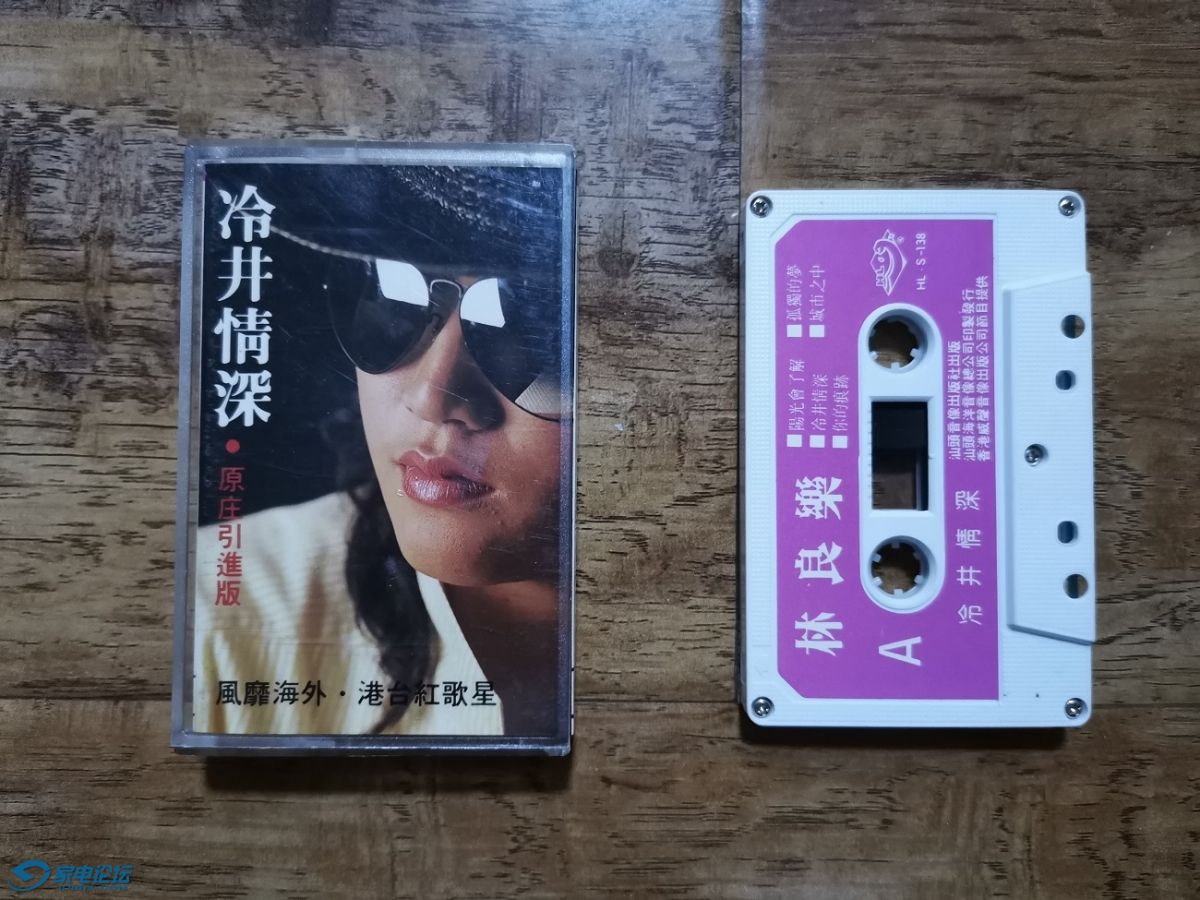 冷井情深
•原庄引進版
風靡海外·港台紅歌星
林良樂
A
■陽光會了解
■冷井情深
■你的痕跡
■孤獨的夢
■城市之中
HL·S-138
汕頭音像出版社出版
汕頭海洋音像總公司印製發行
香港威聲音像出版公司節目提供
冷井情深
家电论坛